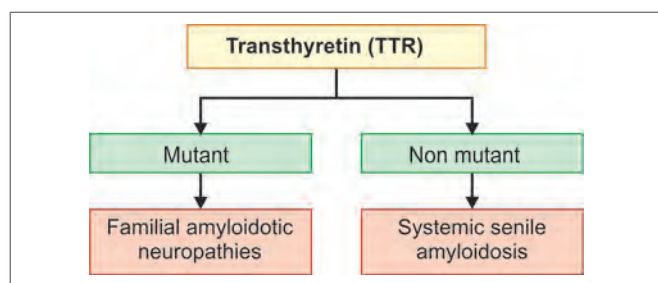 Transthyretin (TTR)
Mutant
Non mutant
Familial amyloidotic
neuropathies
Systemic senile
amyloidosis